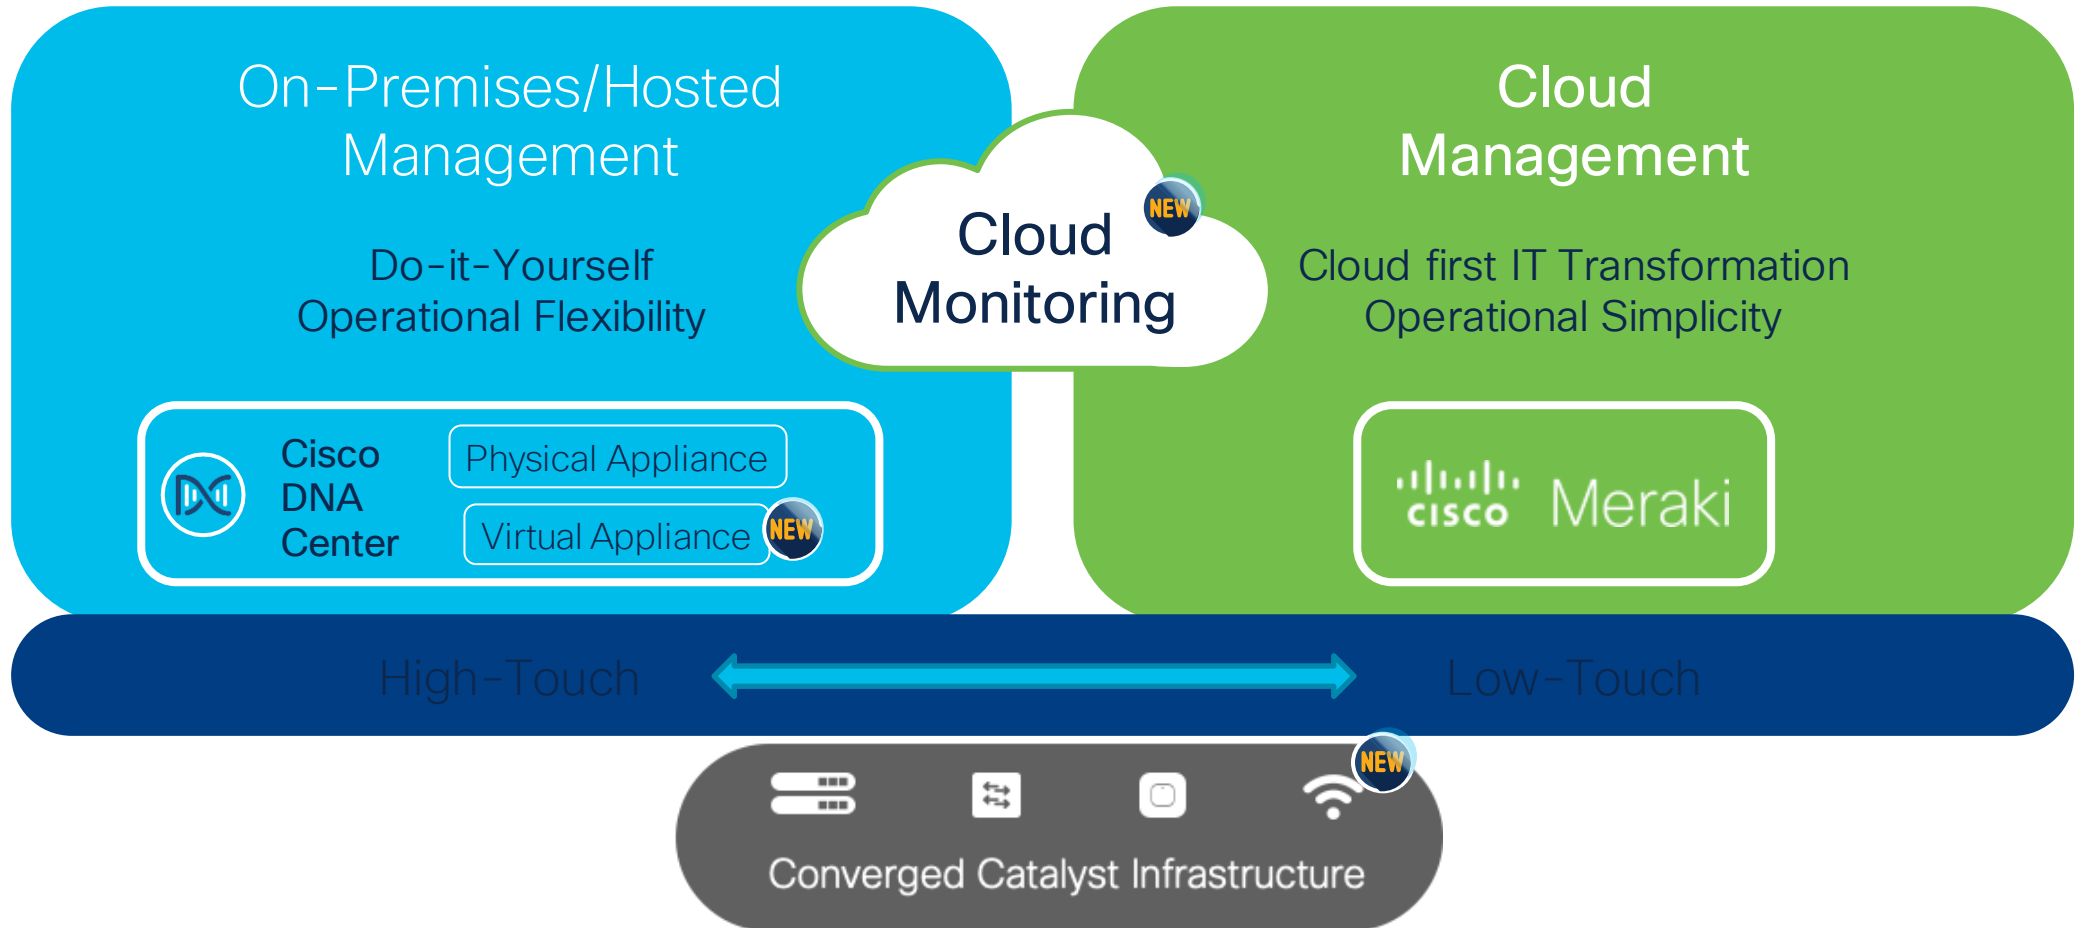 On-Premises/Hosted
Management
Do-it-Yourself
Operational Flexibility
Cisco
DNA
Center
Physical Appliance
Virtual Appliance
NEW
Cloud
Monitoring
NEW
Cloud
Management
Cloud first IT Transformation
Operational Simplicity
CISCO Meraki
High-Touch
Low-Touch
NEW
Converged Catalyst Infrastructure